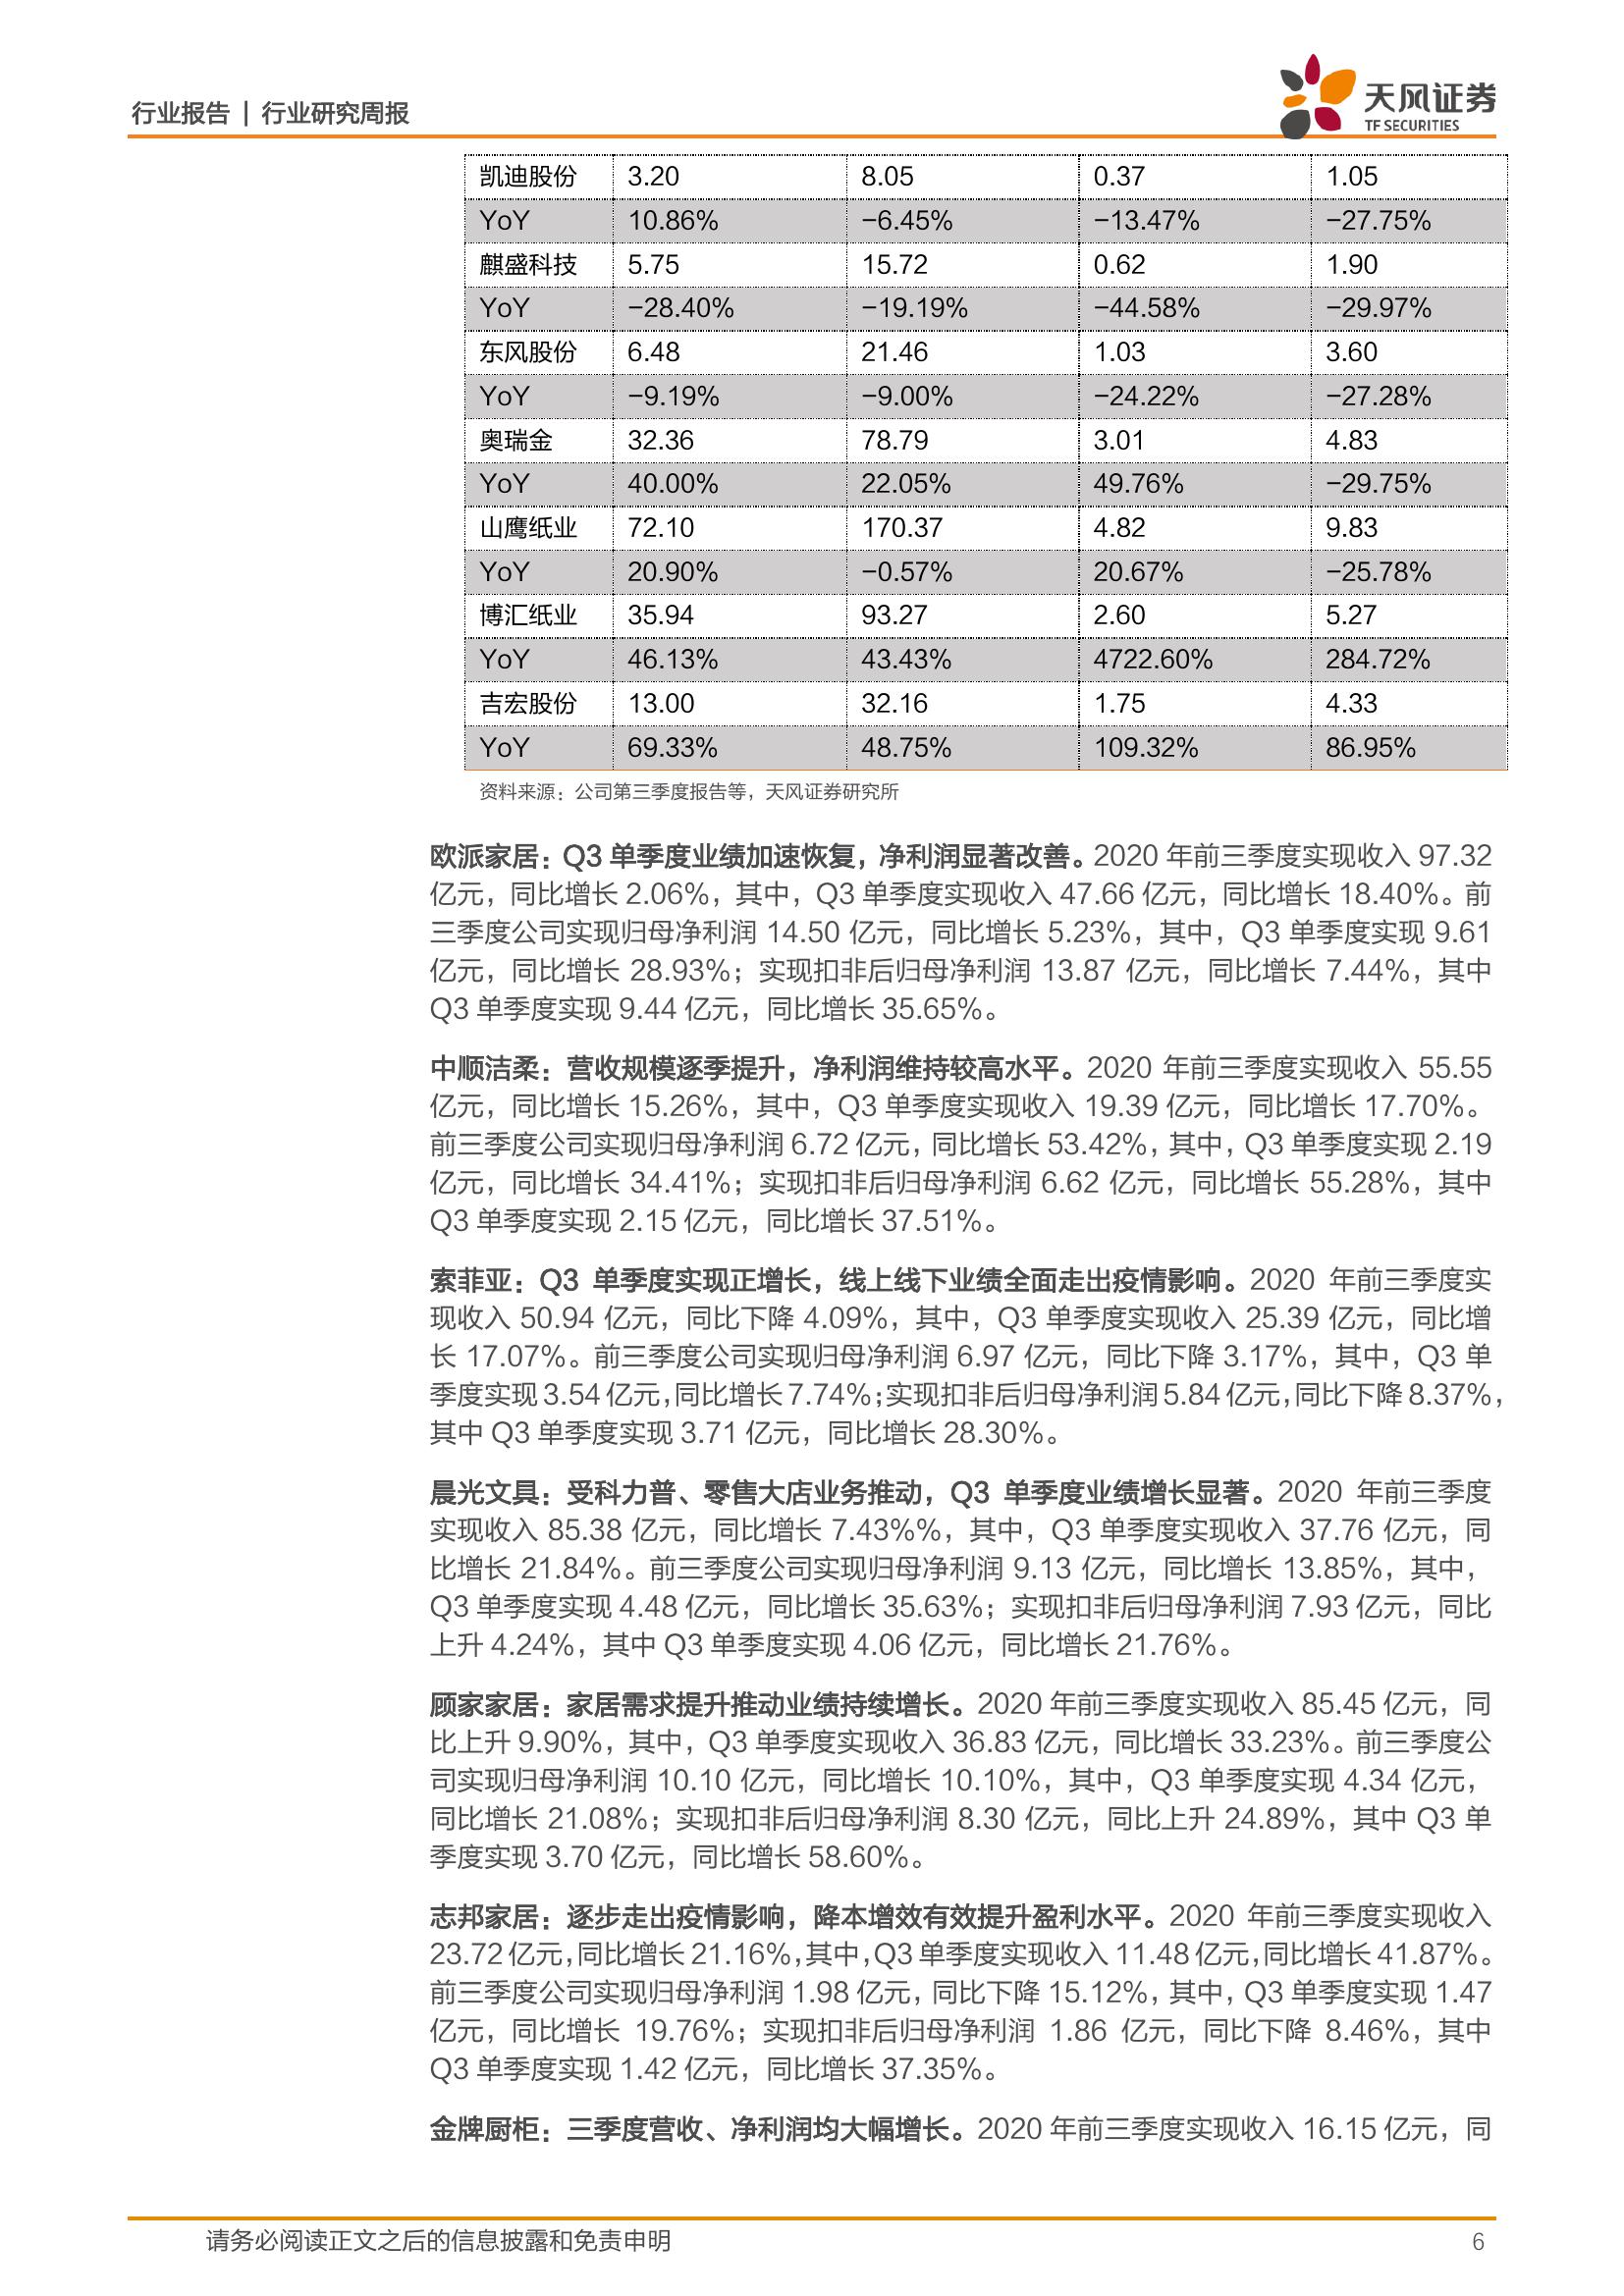 行业报告 | 行业研究周报
天风证券
TF SECURITIES
凯迪股份 3.20 8.05 0.37 1.05
YoY 10.86% -6.45% -13.47% -27.75%
麒盛科技 5.75 15.72 0.62 1.90
YoY -28.40% -19.19% -44.58% -29.97%
东风股份 6.48 21.46 1.03 3.60
YoY -9.19% -9.00% -24.22% -27.28%
奥瑞金 32.36 78.79 3.01 4.83
YoY 40.00% 22.05% 49.76% -29.75%
山鹰纸业 72.10 170.37 4.82 9.83
YoY 20.90% -0.57% 20.67% -25.78%
博汇纸业 35.94 93.27 2.60 5.27
YoY 46.13% 43.43% 4722.60% 284.72%
吉宏股份 13.00 32.16 1.75 4.33
YoY 69.33% 48.75% 109.32% 86.95%
资料来源：公司第三季度报告等，天风证券研究所
欧派家居：Q3 单季度业绩加速恢复，净利润显著改善。2020 年前三季度实现收入 97.32
亿元，同比增长 2.06%，其中，Q3 单季度实现收入 47.66 亿元，同比增长 18.40%。前
三季度公司实现归母净利润 14.50 亿元，同比增长 5.23%，其中，Q3 单季度实现 9.61
亿元，同比增长 28.93%；实现扣非后归母净利润 13.87 亿元，同比增长 7.44%，其中
Q3 单季度实现 9.44 亿元，同比增长 35.65%。
中顺洁柔：营收规模逐季提升，净利润维持较高水平。2020 年前三季度实现收入 55.55
亿元，同比增长 15.26%，其中，Q3 单季度实现收入 19.39 亿元，同比增长 17.70%。
前三季度公司实现归母净利润 6.72 亿元，同比增长 53.42%，其中，Q3 单季度实现 2.19
亿元，同比增长 34.41%；实现扣非后归母净利润 6.62 亿元，同比增长 55.28%，其中
Q3 单季度实现 2.15 亿元，同比增长 37.51%。
索菲亚：Q3 单季度实现正增长，线上线下业绩全面走出疫情影响。2020 年前三季度实
现收入 50.94 亿元，同比下降 4.09%，其中，Q3 单季度实现收入 25.39 亿元，同比增
长 17.07%。前三季度公司实现归母净利润 6.97 亿元，同比下降 3.17%，其中，Q3 单
季度实现 3.54 亿元，同比增长 7.74%；实现扣非后归母净利润 5.84 亿元，同比下降 8.37%，
其中 Q3 单季度实现 3.71 亿元，同比增长 28.30%。
晨光文具：受科力普、零售大店业务推动，Q3 单季度业绩增长显著。2020 年前三季度
实现收入 85.38 亿元，同比增长 7.43%%，其中，Q3 单季度实现收入 37.76 亿元，同
比增长 21.84%。前三季度公司实现归母净利润 9.13 亿元，同比增长 13.85%，其中，
Q3 单季度实现 4.48 亿元，同比增长 35.63%；实现扣非后归母净利润 7.93 亿元，同比
上升 4.24%，其中 Q3 单季度实现 4.06 亿元，同比增长 21.76%。
顾家家居：家居需求提升推动业绩持续增长。2020 年前三季度实现收入 85.45 亿元，同
比上升 9.90%，其中，Q3 单季度实现收入 36.83 亿元，同比增长 33.23%。前三季度公
司实现归母净利润 10.10 亿元，同比增长 10.10%，其中，Q3 单季度实现 4.34 亿元，
同比增长 21.08%；实现扣非后归母净利润 8.30 亿元，同比上升 24.89%，其中 Q3 单
季度实现 3.70 亿元，同比增长 58.60%。
志邦家居：逐步走出疫情影响，降本增效有效提升盈利水平。2020 年前三季度实现收入
23.72 亿元，同比增长 21.16%，其中，Q3 单季度实现收入 11.48 亿元，同比增长 41.87%。
前三季度公司实现归母净利润 1.98 亿元，同比下降 15.12%，其中，Q3 单季度实现 1.47
亿元，同比增长 19.76%；实现扣非后归母净利润 1.86 亿元，同比下降 8.46%，其中
Q3 单季度实现 1.42 亿元，同比增长 37.35%。
金牌厨柜：三季度营收、净利润均大幅增长。2020 年前三季度实现收入 16.15 亿元，同
请务必阅读正文之后的信息披露和免责申明 6